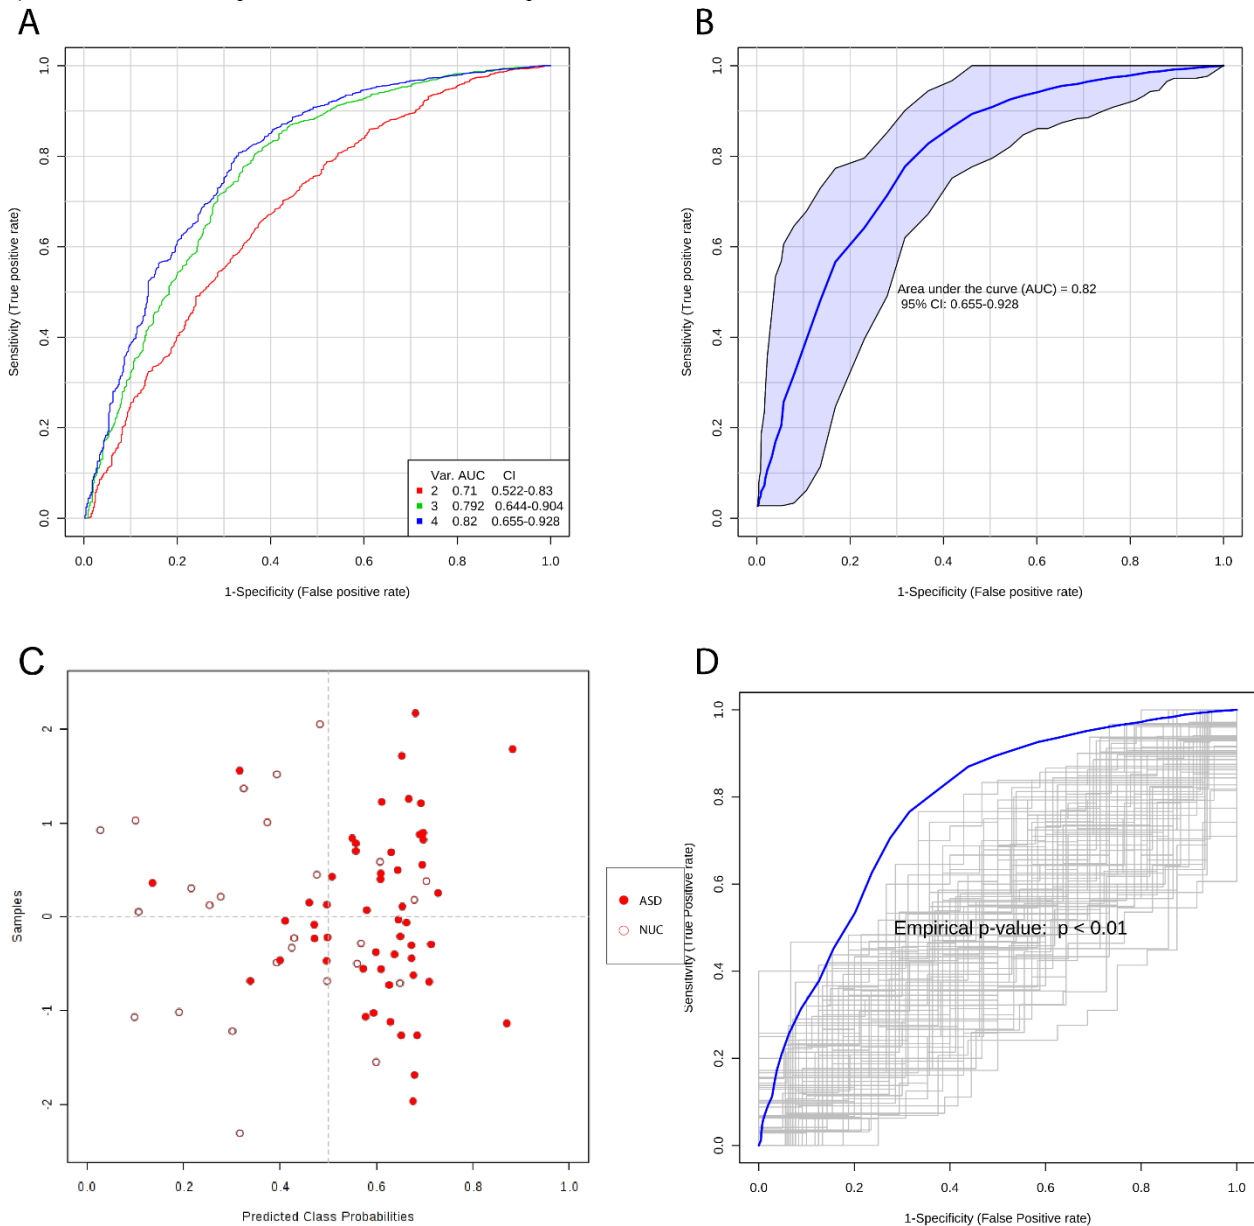 A
1.0
0.8
0.6
0.4
0.2
0.0
Sensitivity (True positive rate)
Var. AUC CI
2 0.71 0.522-0.83
3 0.792 0.644-0.904
4 0.82 0.655-0.928
0.0 0.2 0.4 0.6 0.8 1.0
1-Specificity (False positive rate)
B
1.0
0.8
0.6
0.4
0.2
0.0
Sensitivity (True positive rate)
Area under the curve (AUC) = 0.82
95% CI: 0.655-0.928
0.0 0.2 0.4 0.6 0.8 1.0
1-Specificity (False positive rate)
C
2
1
0
-1
-2
Samples
0.0 0.2 0.4 0.6 0.8 1.0
Predicted Class Probabilities
ASD
NUC
D
1.0
0.8
0.6
0.4
0.2
0.0
Sensitivity (True Positive rate)
Empirical p-value: p < 0.01
0.0 0.2 0.4 0.6 0.8 1.0
1-Specificity (False Positive rate)